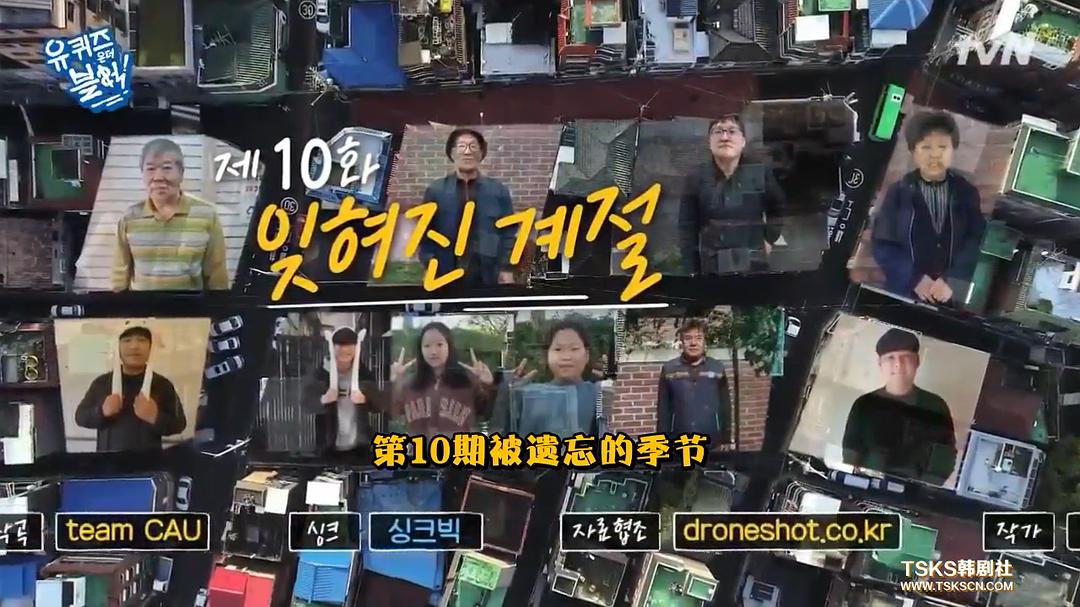 유 퀴즈
온 더
블럭!
tvN
제10화
잊혀진 계절
第10期被遗忘的季节
작곡
team CAU
싱크
싱크빅
자료협조
droneshot.co.kr
작가
TSKS韩剧社
WWW.TSKSCN.COM